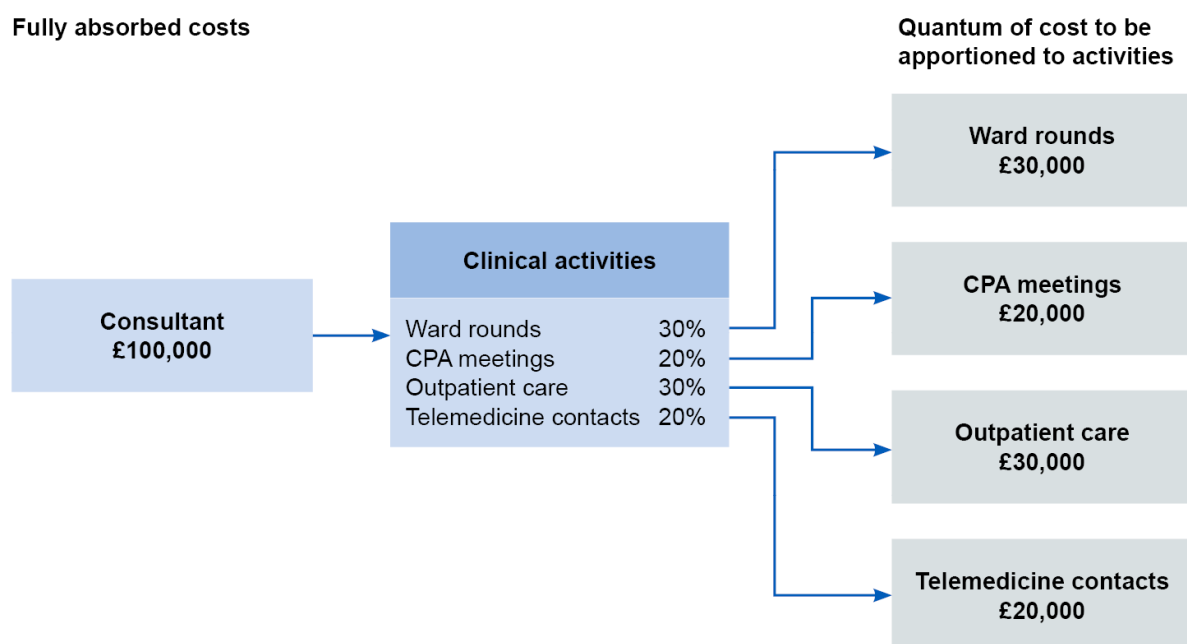 Fully absorbed costs
Quantum of cost to be
apportioned to activities
Consultant
£100,000
Clinical activities
Ward rounds 30%
CPA meetings 20%
Outpatient care 30%
Telemedicine contacts 20%
Ward rounds
£30,000
CPA meetings
£20,000
Outpatient care
£30,000
Telemedicine contacts
£20,000